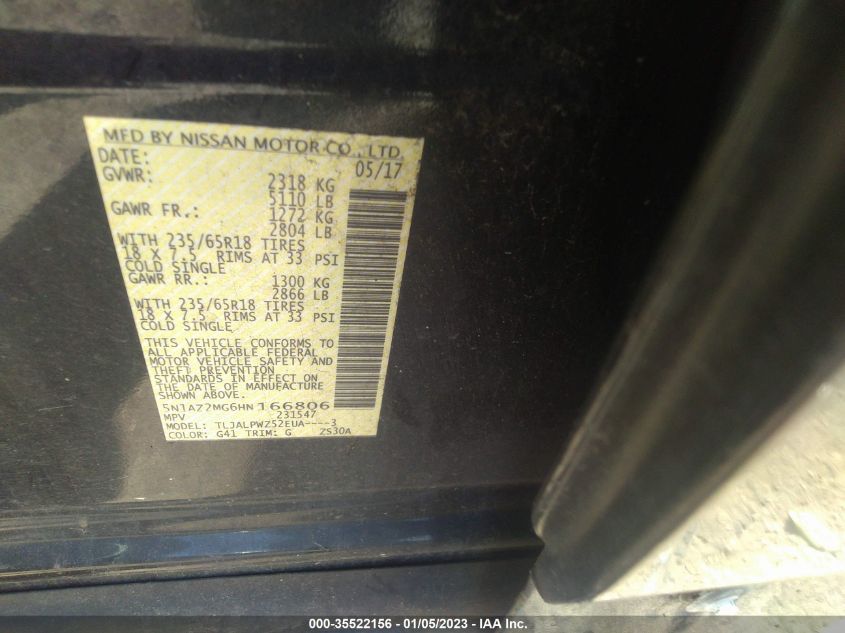 MFD BY NISSAN MOTOR CO., LTD.
DATE: 05/17
GVWR: 2318 KG
5110 LB
GAWR FR.: 1272 KG
2804 LB
WITH 235/65R18 TIRES
18 X 7.5 RIMS AT 33 PSI
COLD SINGLE
GAWR RR.: 1300 KG
2866 LB
WITH 235/65R18 TIRES
18 X 7.5 RIMS AT 33 PSI
COLD SINGLE
THIS VEHICLE CONFORMS TO
ALL APPLICABLE FEDERAL
MOTOR VEHICLE SAFETY AND
THEFT PREVENTION
STANDARDS IN EFFECT ON
THE DATE OF MANUFACTURE
SHOWN ABOVE.
5N1AZ2MG6HN166806
MPV 231547
MODEL: TLJALPWZ52EUA----3
COLOR: G41 TRIM: G ZS30A
000-35522156 — 01/05/2023 - IAA Inc.